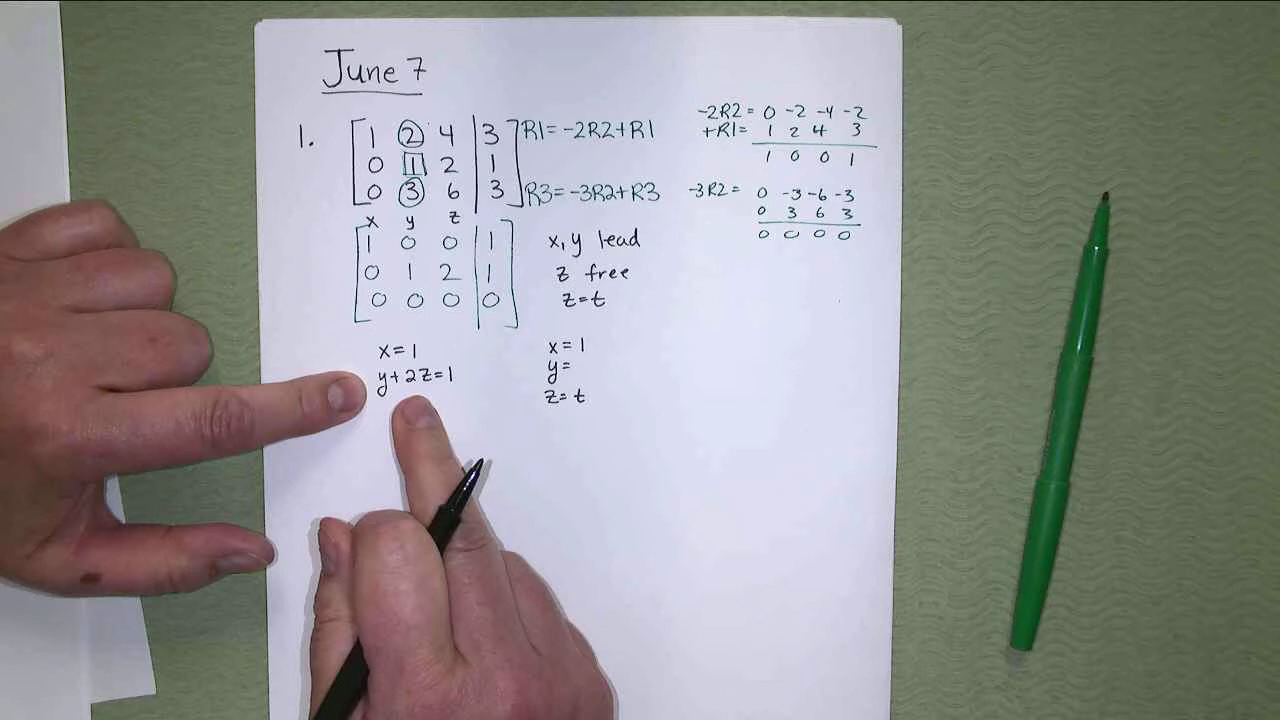 June 7
1. [1 2 4 | 3] R1 = -2R2 + R1
0 1 2 | 1
0 3 6 | 3 R3 = -3R2 + R3
-2R2 = 0 -2 -4 -2
+R1 = 1 2 4 3
1 0 0 1
-3R2 = 0 -3 -6 -3
0 3 6 3
0 0 0 0
x y z
1 0 0 | 1
0 1 2 | 1
0 0 0 | 0
x, y lead
z free
z = t
x = 1
y + 2z = 1
x = 1
y =
z = t